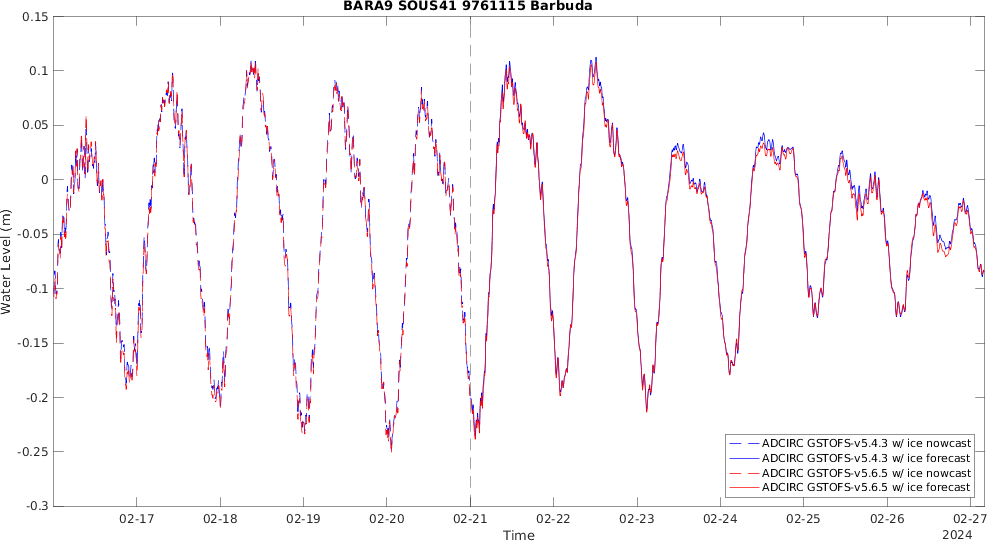 BARA9 SOUS41 9761115 Barbuda
0.15
0.1
0.05
0
-0.05
-0.1
-0.15
-0.2
-0.25
-0.3
Water Level (m)
02-17 02-18 02-19 02-20 02-21 02-22 02-23 02-24 02-25 02-26 02-27
Time
2024
ADCIRC GSTOFS-v5.4.3 w/ ice nowcast
ADCIRC GSTOFS-v5.4.3 w/ ice forecast
ADCIRC GSTOFS-v5.6.5 w/ ice nowcast
ADCIRC GSTOFS-v5.6.5 w/ ice forecast